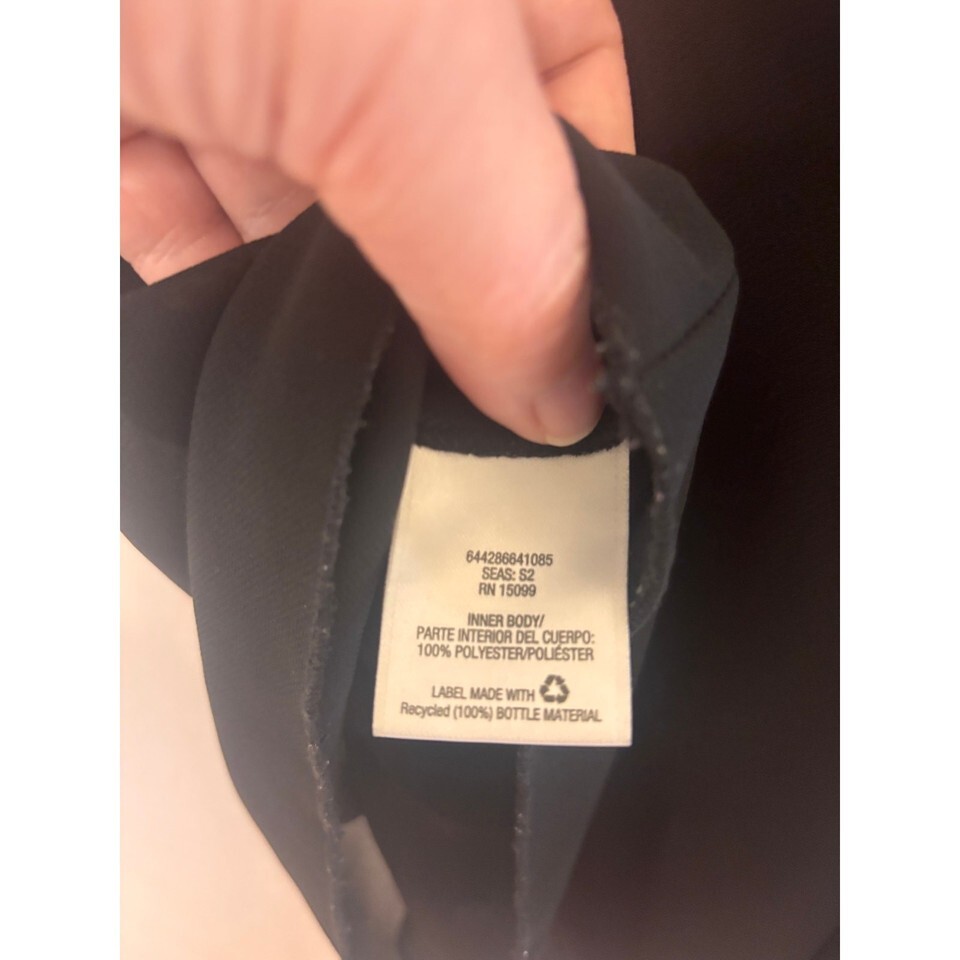 644286641085
SEAS: S2
RN 15099
INNER BODY/
PARTE INTERIOR DEL CUERPO:
100% POLYESTER/POLIÉSTER
LABEL MADE WITH
Recycled (100%) BOTTLE MATERIAL